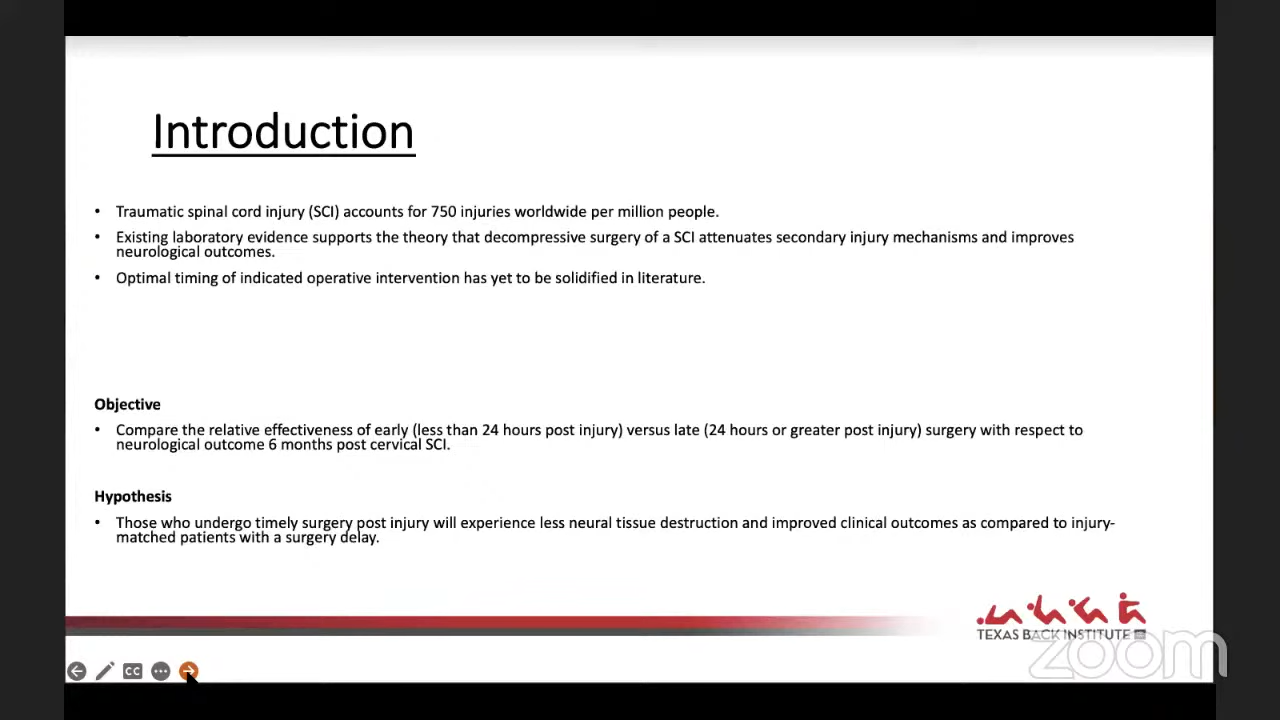 Introduction
• Traumatic spinal cord injury (SCI) accounts for 750 injuries worldwide per million people.
• Existing laboratory evidence supports the theory that decompressive surgery of a SCI attenuates secondary injury mechanisms and improves
neurological outcomes.
• Optimal timing of indicated operative intervention has yet to be solidified in literature.
Objective
• Compare the relative effectiveness of early (less than 24 hours post injury) versus late (24 hours or greater post injury) surgery with respect to
neurological outcome 6 months post cervical SCI.
Hypothesis
• Those who undergo timely surgery post injury will experience less neural tissue destruction and improved clinical outcomes as compared to injury-
matched patients with a surgery delay.
TEXAS BACK INSTITUTE
zoom
CC